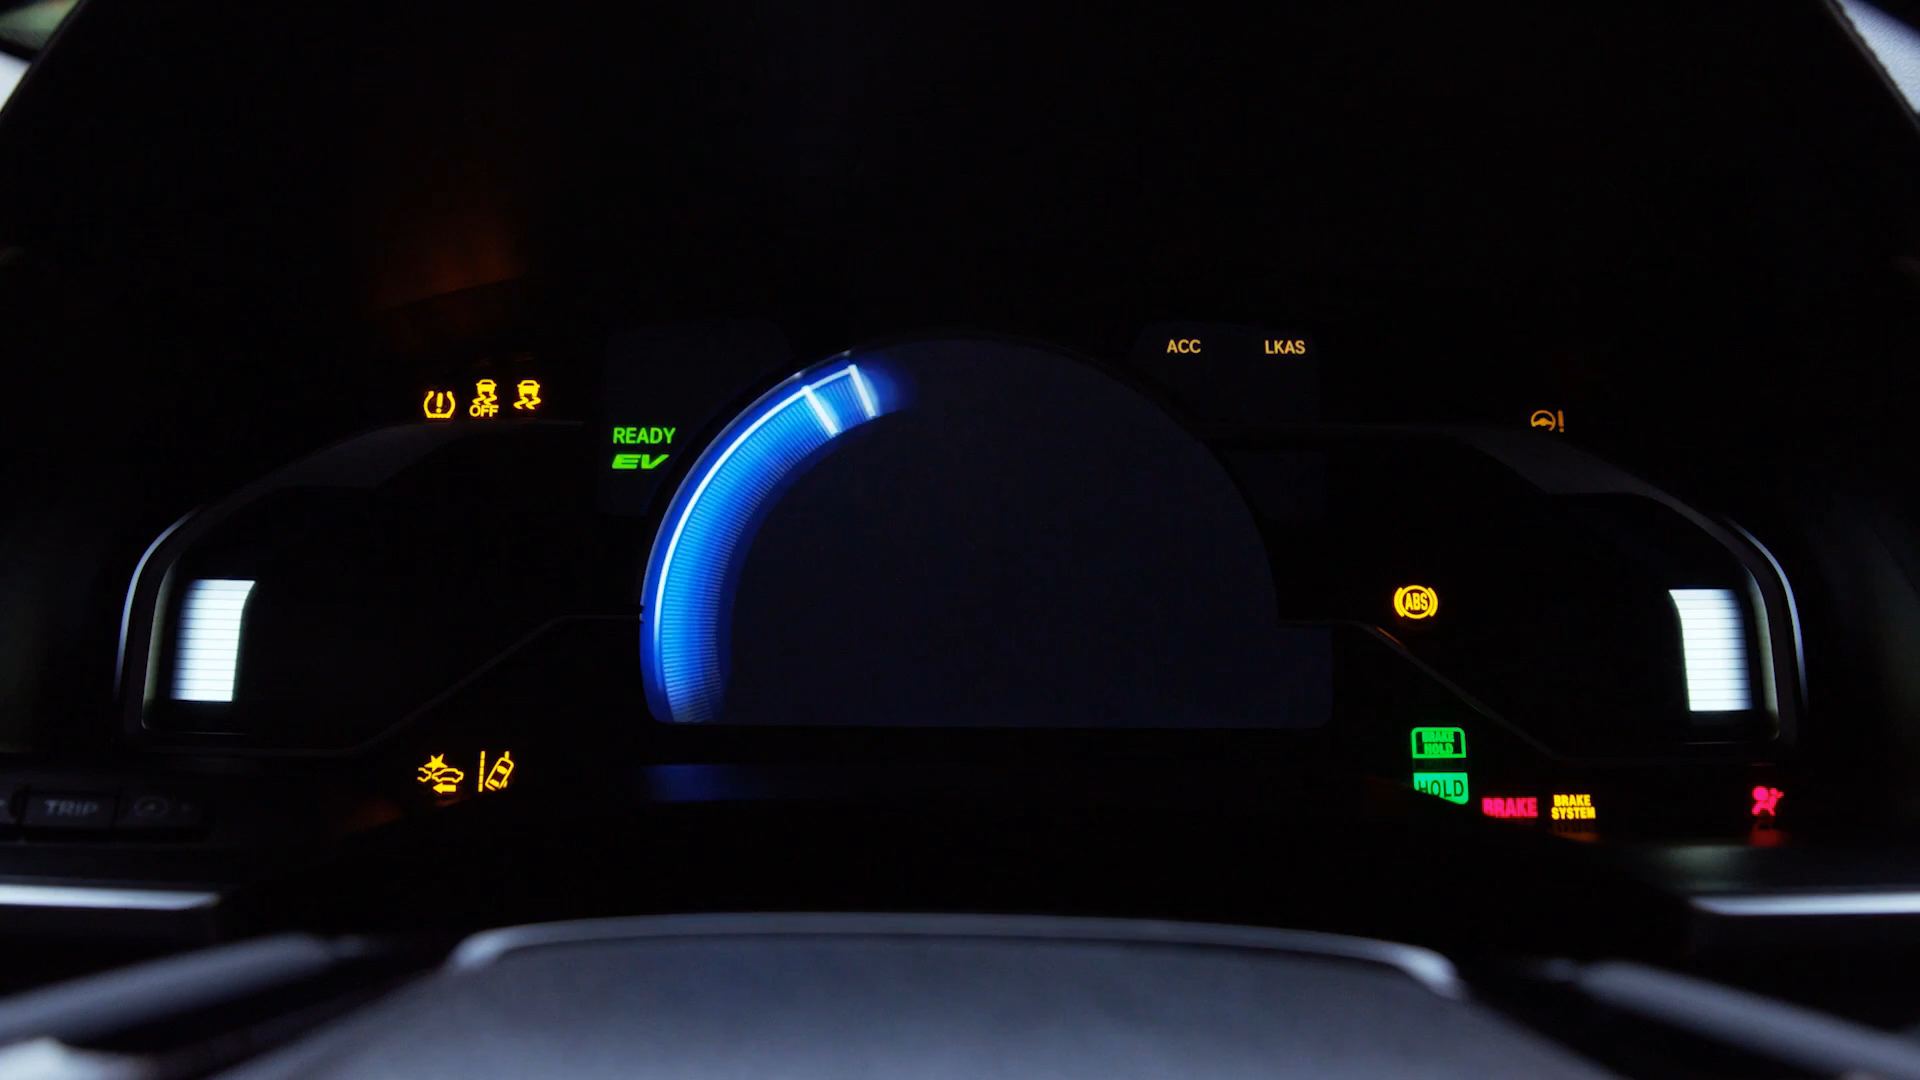 ACC LKAS
OFF
READY
EV
ABS
BRAKE
HOLD
HOLD
BRAKE
BRAKE
SYSTEM
TRIP